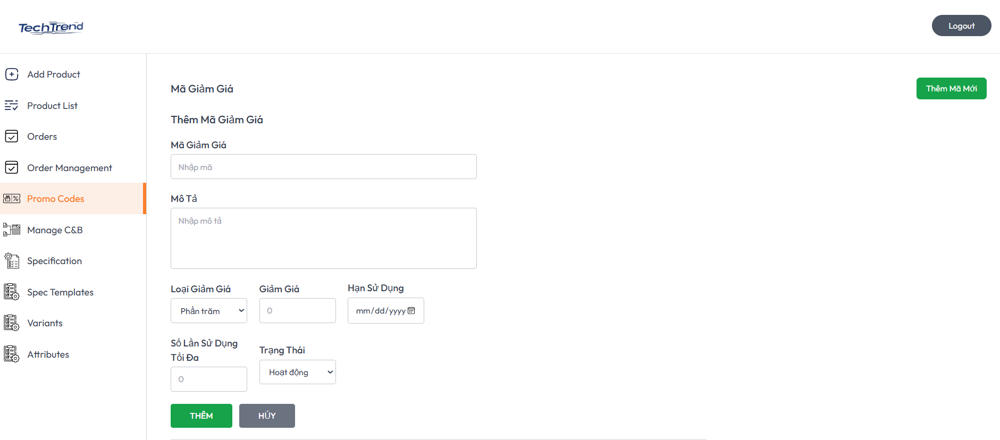 TechTrend
Logout
Add Product
Product List
Orders
Order Management
Promo Codes
Manage C&B
Specification
Spec Templates
Variants
Attributes
Mã Giảm Giá
Thêm Mã Mới
Thêm Mã Giảm Giá
Mã Giảm Giá
Nhập mã
Mô Tả
Nhập mô tả
Loại Giảm Giá
Phần trăm
Giảm Giá
0
Hạn Sử Dụng
mm/dd/yyyy
Số Lần Sử Dụng
Tối Đa
0
Trạng Thái
Hoạt động
THÊM
HỦY